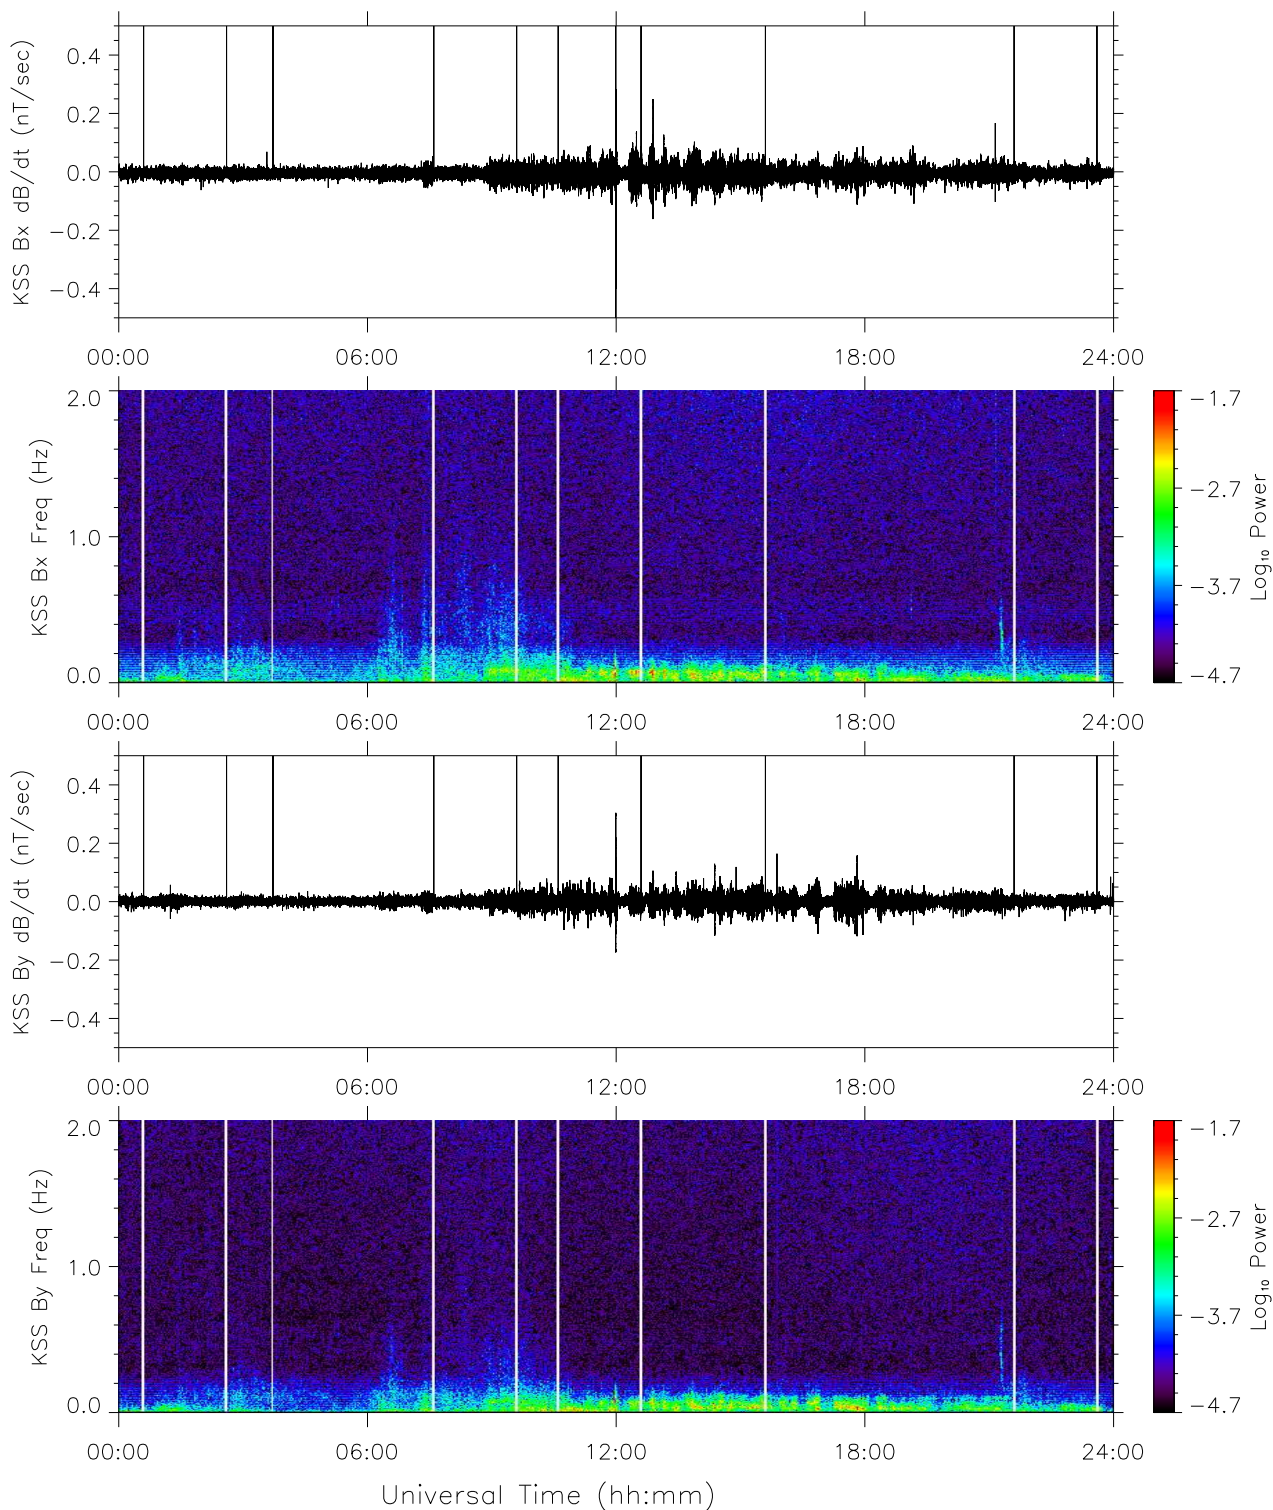 KSS Bx dB/dt (nT/sec)
0.4
0.2
0.0
−0.2
−0.4
00:00 06:00 12:00 18:00 24:00
KSS Bx Freq (Hz)
2.0
1.0
0.0
−1.7
−2.7
−3.7
−4.7
Log₁₀ Power
00:00 06:00 12:00 18:00 24:00
KSS By dB/dt (nT/sec)
0.4
0.2
0.0
−0.2
−0.4
00:00 06:00 12:00 18:00 24:00
KSS By Freq (Hz)
2.0
1.0
0.0
−1.7
−2.7
−3.7
−4.7
Log₁₀ Power
00:00 06:00 12:00 18:00 24:00
Universal Time (hh:mm)